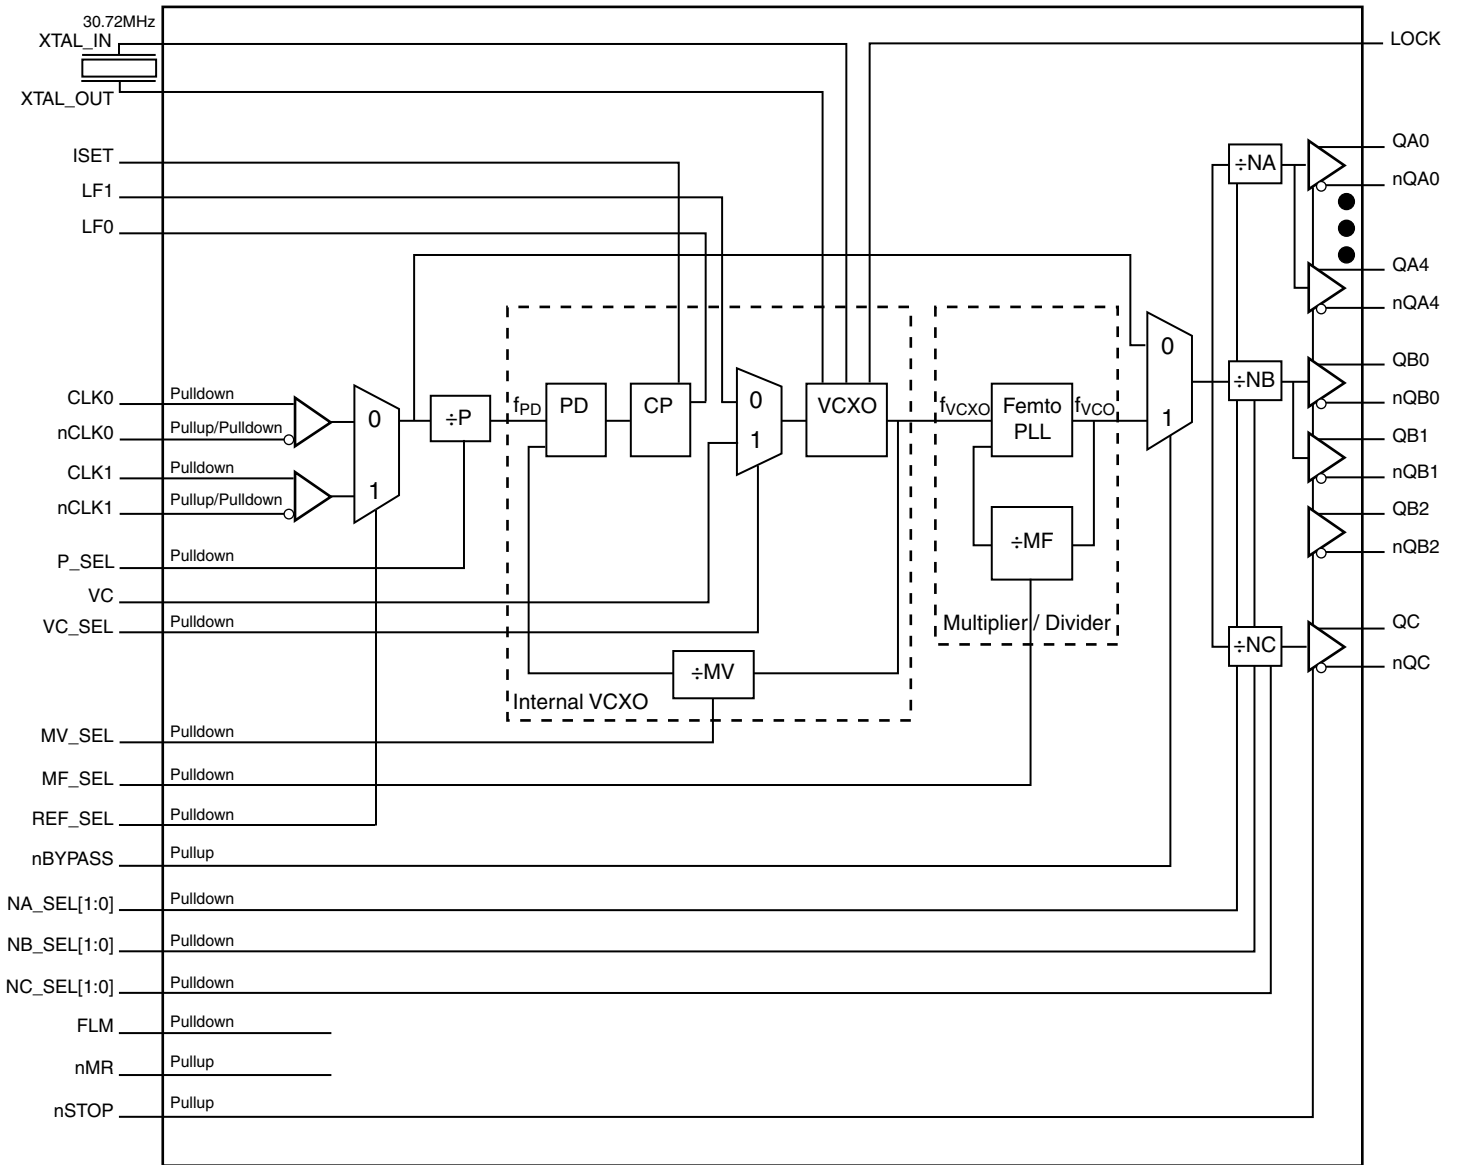 30.72MHz
XTAL_IN
XTAL_OUT
ISET
LF1
LF0
CLK0 Pulldown
nCLK0 Pullup/Pulldown
CLK1 Pulldown
nCLK1 Pullup/Pulldown
P_SEL Pulldown
VC
VC_SEL Pulldown
MV_SEL Pulldown
MF_SEL Pulldown
REF_SEL Pulldown
nBYPASS Pullup
NA_SEL[1:0] Pulldown
NB_SEL[1:0] Pulldown
NC_SEL[1:0] Pulldown
FLM Pulldown
nMR Pullup
nSTOP Pullup
0
1
÷P
fPD
PD
CP
0
1
VCXO
÷MV
Internal VCXO
fVCXO
Femto
PLL
fVCO
÷MF
Multiplier / Divider
0
1
÷NA
÷NB
÷NC
LOCK
QA0
nQA0
QA4
nQA4
QB0
nQB0
QB1
nQB1
QB2
nQB2
QC
nQC